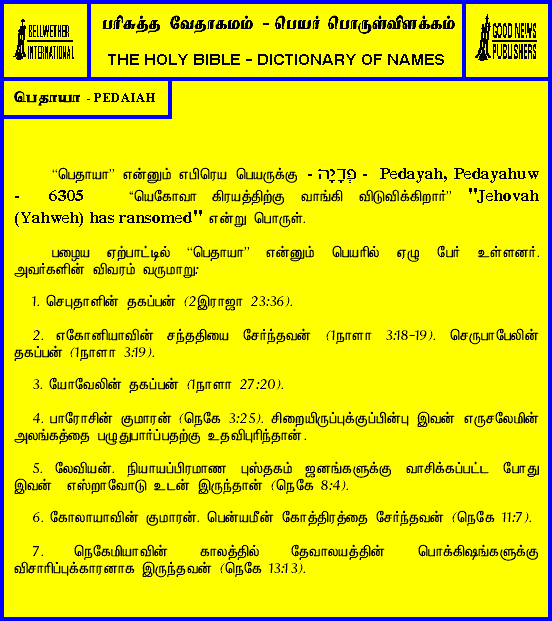 BELLWETHER
INTERNATIONAL
பரிசுத்த வேதாகமம் - பெயர் பொருள்விளக்கம்
THE HOLY BIBLE - DICTIONARY OF NAMES
GOOD NEWS
PUBLISHERS
பெதாயா - PEDAIAH
“பெதாயா” என்னும் எபிரெய பெயருக்கு - פְּדָיָה - Pedayah, Pedayahuw
- 6305 “யெகோவா கிரயத்திற்கு வாங்கி விடுவிக்கிறார்” "Jehovah
(Yahweh) has ransomed" என்று பொருள்.
பழைய ஏற்பாட்டில் “பெதாயா” என்னும் பெயரில் ஏழு பேர் உள்ளனர்.
அவர்களின் விவரம் வருமாறு:
1. செபுதாளின் தகப்பன் (2இராஜா 23:36).
2. எகோனியாவின் சந்ததியை சேர்ந்தவன் (1நாளா 3:18-19). செருபாபேலின்
தகப்பன் (1நாளா 3:19).
3. யோவேலின் தகப்பன் (1நாளா 27:20).
4. பாரோசின் குமாரன் (நெகே 3:25). சிறையிருப்புக்குப்பின்பு இவன் எருசலேமின்
அலங்கத்தை பழுதுபார்ப்பதற்கு உதவிபுரிந்தான்.
5. லேவியன். நியாயப்பிரமாண புஸ்தகம் ஜனங்களுக்கு வாசிக்கப்பட்ட போது
இவன் எஸ்றாவோடு உடன் இருந்தான் (நெகே 8:4).
6. கோலாயாவின் குமாரன். பென்யமீன் கோத்திரத்தை சேர்ந்தவன் (நெகே 11:7).
7. நெகேமியாவின் காலத்தில் தேவாலயத்தின் பொக்கிஷங்களுக்கு
விசாரிப்புக்காரனாக இருந்தவன் (நெகே 13:13).